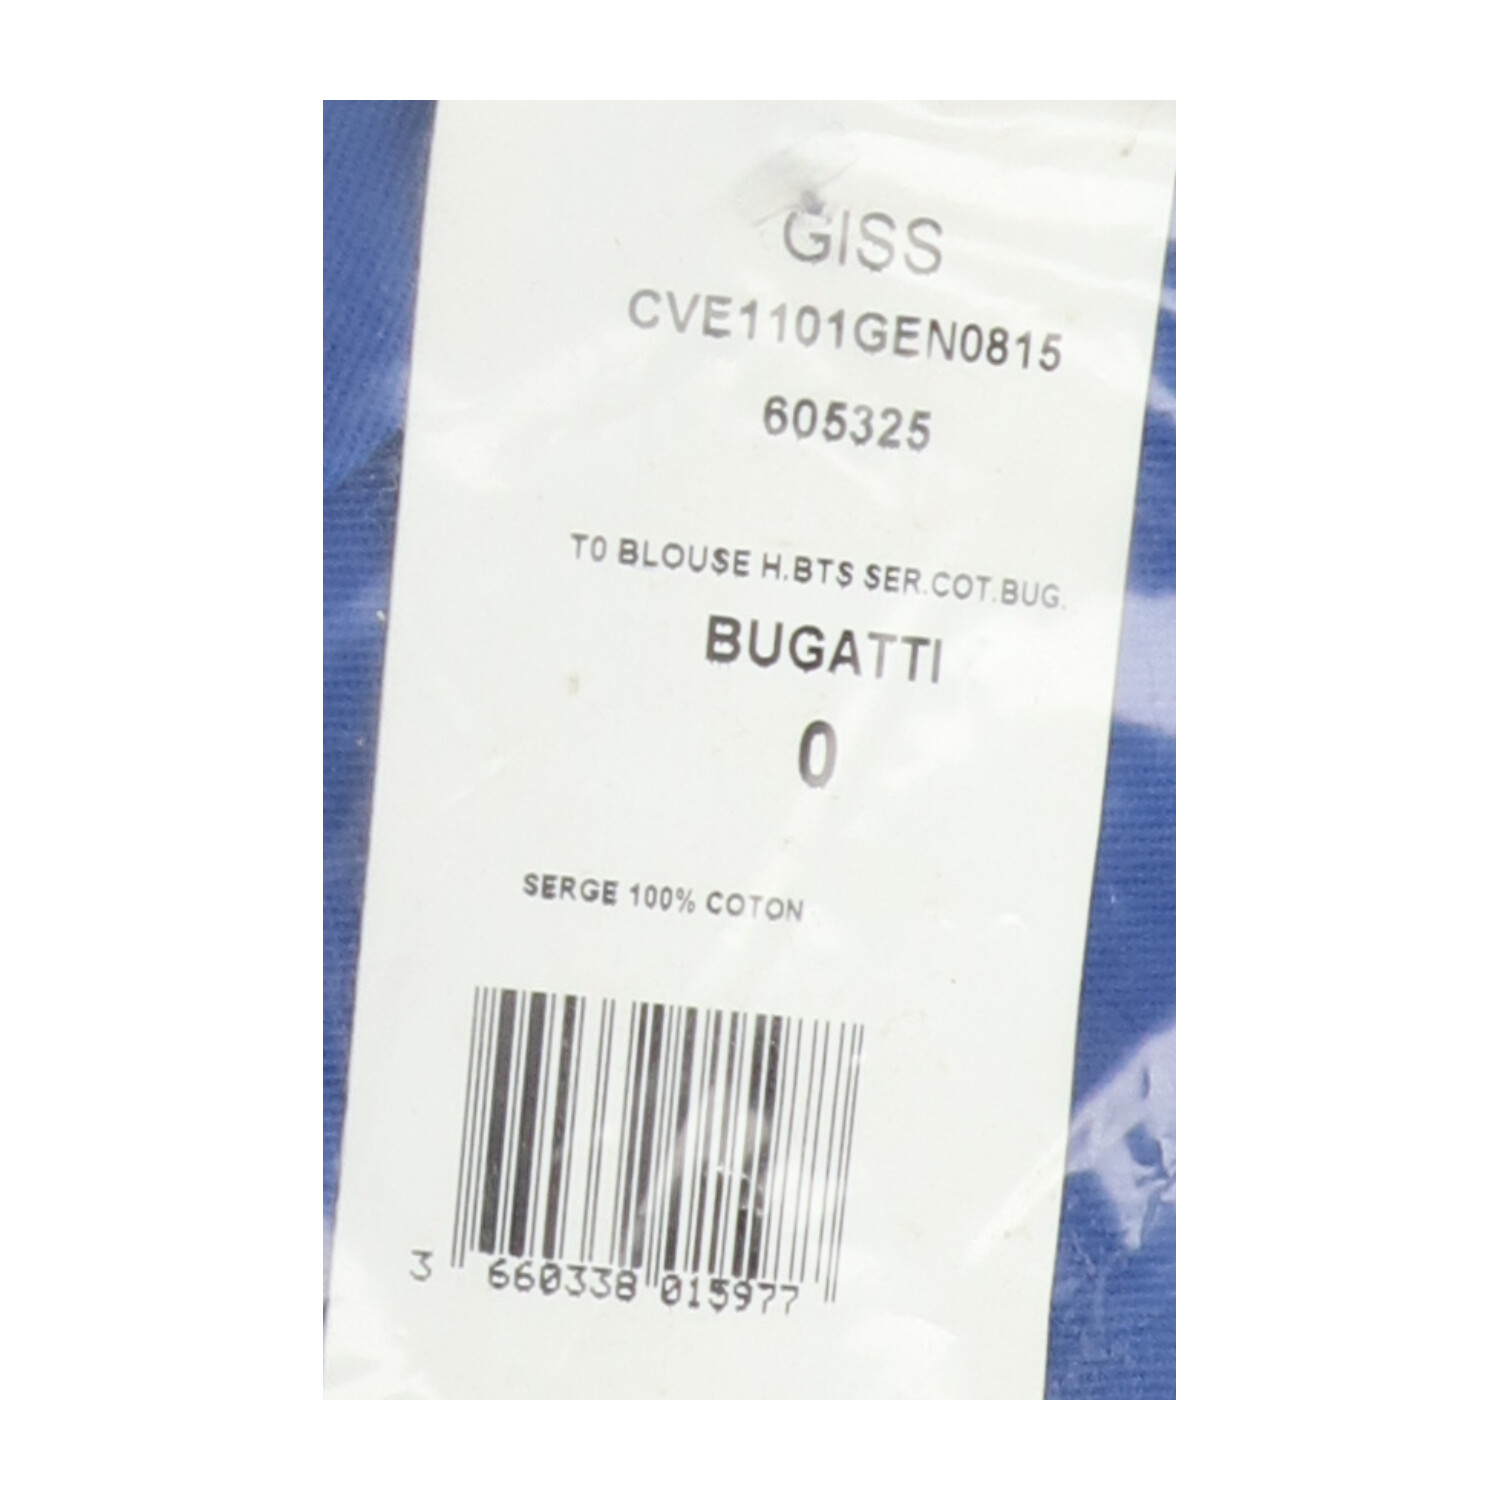 GISS
CVE1101GEN0815
605325
T0 BLOUSE H.BTS SER.COT.BUG.
BUGATTI
0
SERGE 100% COTON
3 660338 015977